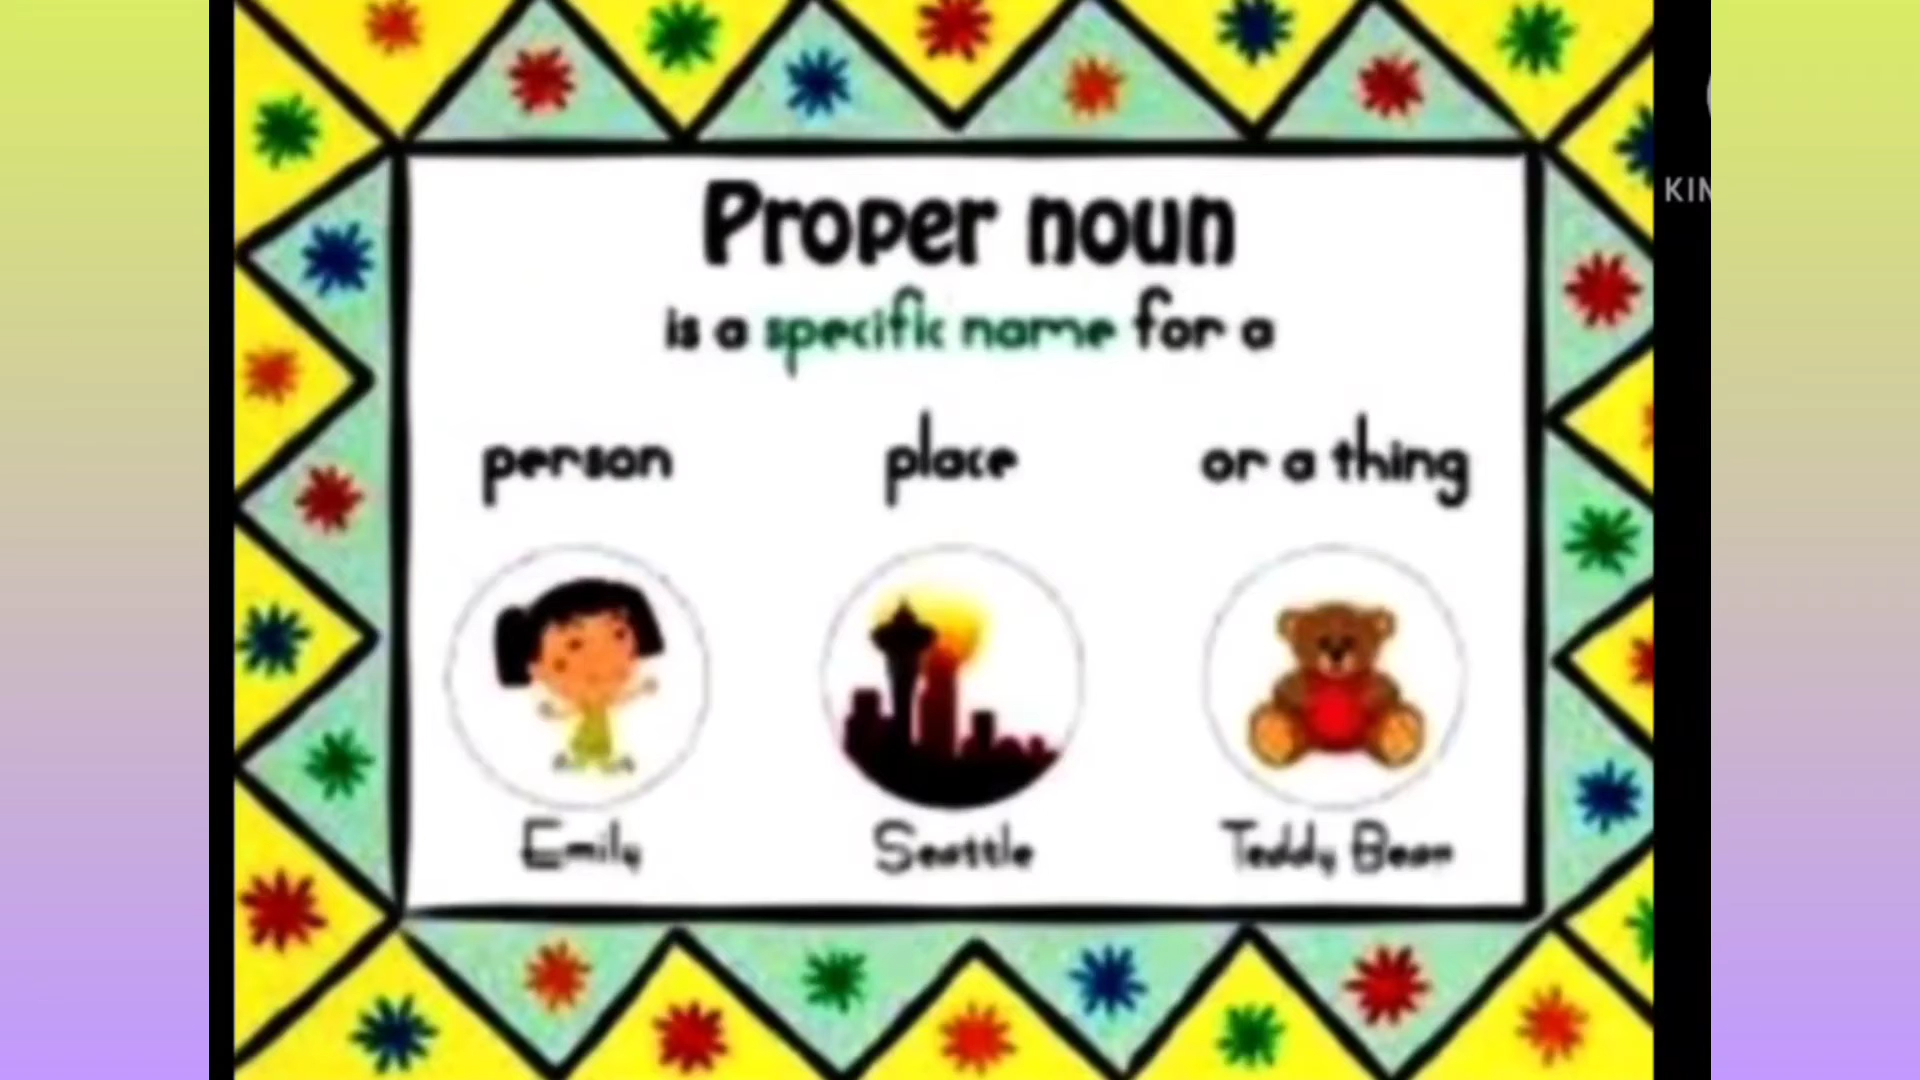 Proper noun
is a specific name for a
person place or a thing
Emily Seattle Teddy Bear